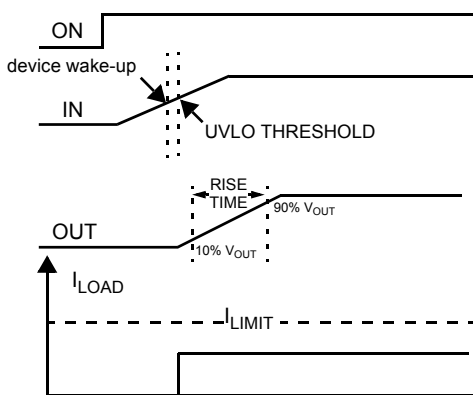 ON
device wake-up
IN
UVLO THRESHOLD
RISE
TIME
90% VOUT
OUT
10% VOUT
ILOAD
ILIMIT